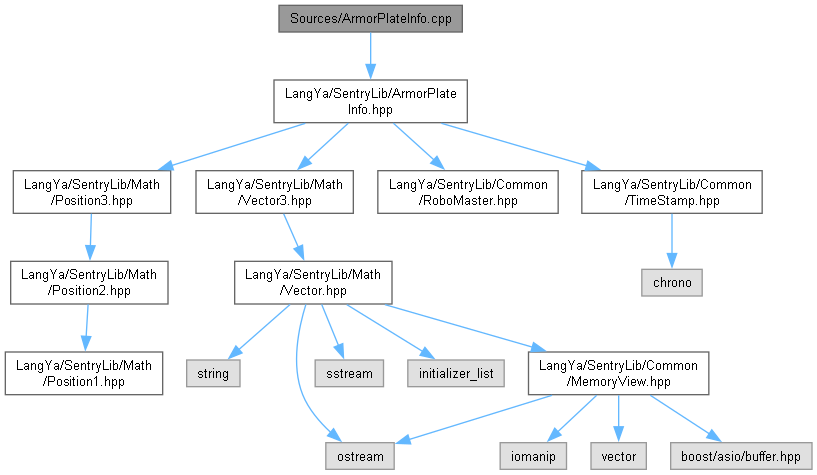 Sources/ArmorPlateInfo.cpp
LangYa/SentryLib/ArmorPlate
Info.hpp
LangYa/SentryLib/Math
/Position3.hpp
LangYa/SentryLib/Math
/Vector3.hpp
LangYa/SentryLib/Common
/RoboMaster.hpp
LangYa/SentryLib/Common
/TimeStamp.hpp
LangYa/SentryLib/Math
/Position2.hpp
LangYa/SentryLib/Math
/Vector.hpp
chrono
LangYa/SentryLib/Math
/Position1.hpp
string
sstream
initializer_list
LangYa/SentryLib/Common
/MemoryView.hpp
ostream
iomanip
vector
boost/asio/buffer.hpp